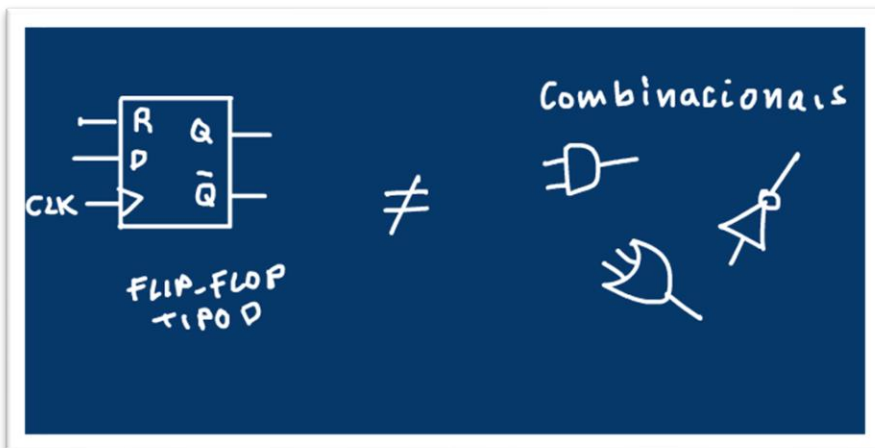 R Q
D
CLK Q̅
FLIP-FLOP
TIPO D
≠
Combinacionais